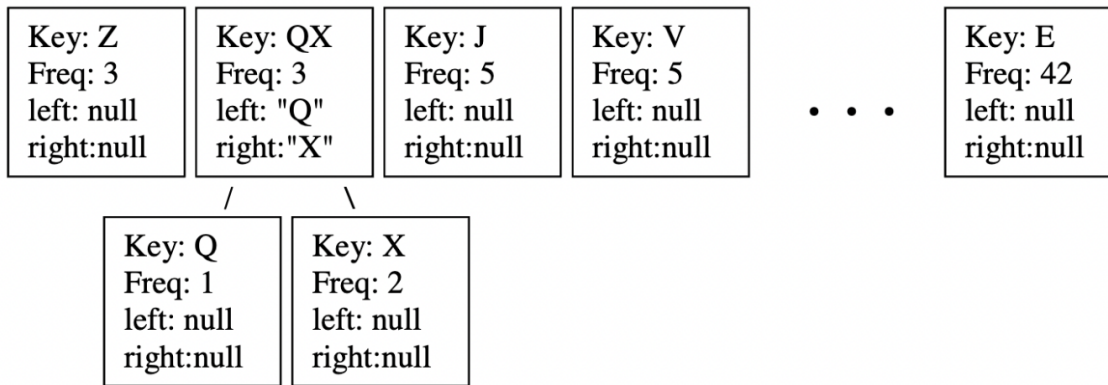 Key: Z
Freq: 3
left: null
right:null
Key: QX
Freq: 3
left: "Q"
right:"X"
Key: J
Freq: 5
left: null
right:null
Key: V
Freq: 5
left: null
right:null
• • •
Key: E
Freq: 42
left: null
right:null
/ \
Key: Q
Freq: 1
left: null
right:null
Key: X
Freq: 2
left: null
right:null